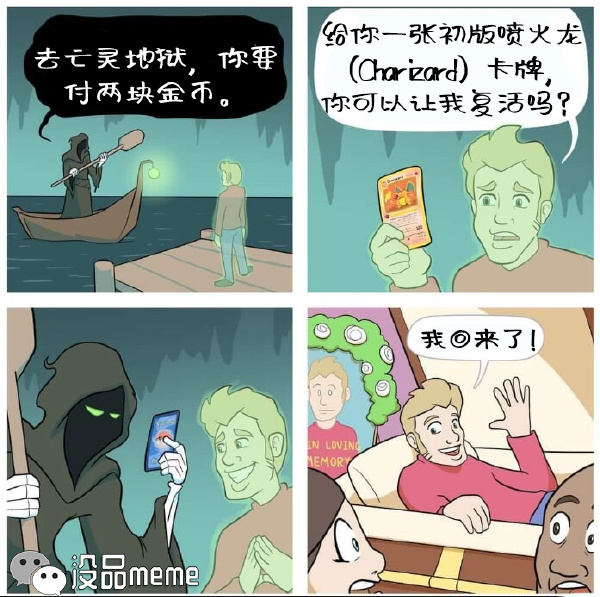 去亡灵地狱，你要
付两块金币。
给你一张初版喷火龙
(Charizard) 卡牌，
你可以让我复活吗？
我回来了！
IN LOVING
MEMORY
没品meme